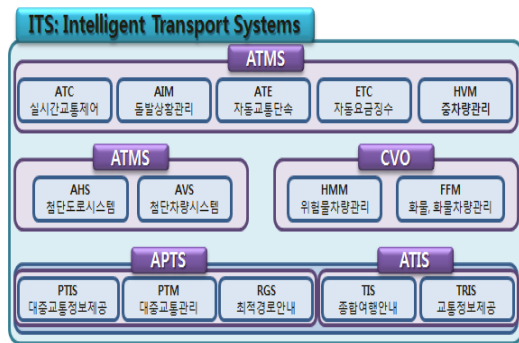 ITS: Intelligent Transport Systems
ATMS
ATC
실시간교통제어
AIM
돌발상황관리
ATE
자동교통단속
ETC
자동요금징수
HVM
중차량관리
ATMS
AHS
첨단도로시스템
AVS
첨단차량시스템
CVO
HMM
위험물차량관리
FFM
화물, 화물차량관리
APTS
PTIS
대중교통정보제공
PTM
대중교통관리
RGS
최적경로안내
ATIS
TIS
종합여행안내
TRIS
교통정보제공